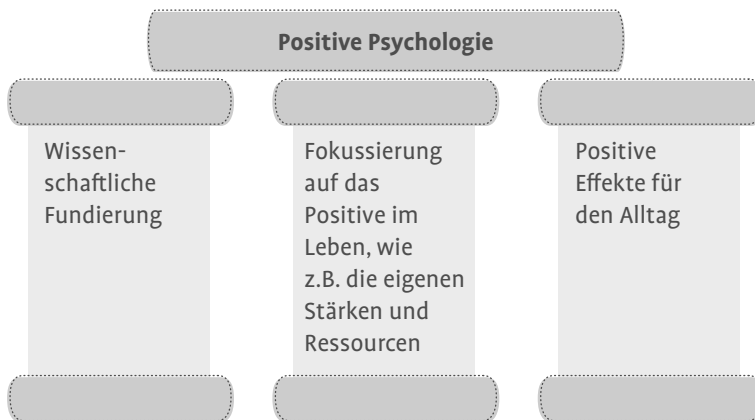 Positive Psychologie
Wissen-
schaftliche
Fundierung
Fokussierung
auf das
Positive im
Leben, wie
z.B. die eigenen
Stärken und
Ressourcen
Positive
Effekte für
den Alltag